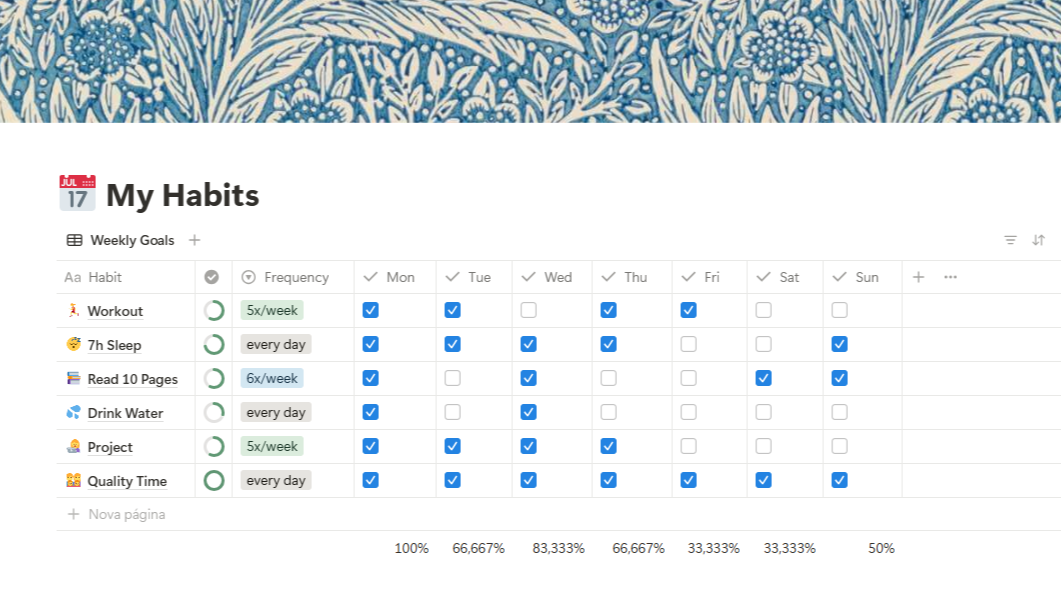 JUL
17
My Habits
Weekly Goals
Aa Habit Frequency Mon Tue Wed Thu Fri Sat Sun
Workout 5x/week
7h Sleep every day
Read 10 Pages 6x/week
Drink Water every day
Project 5x/week
Quality Time every day
Nova página
100% 66,667% 83,333% 66,667% 33,333% 33,333% 50%